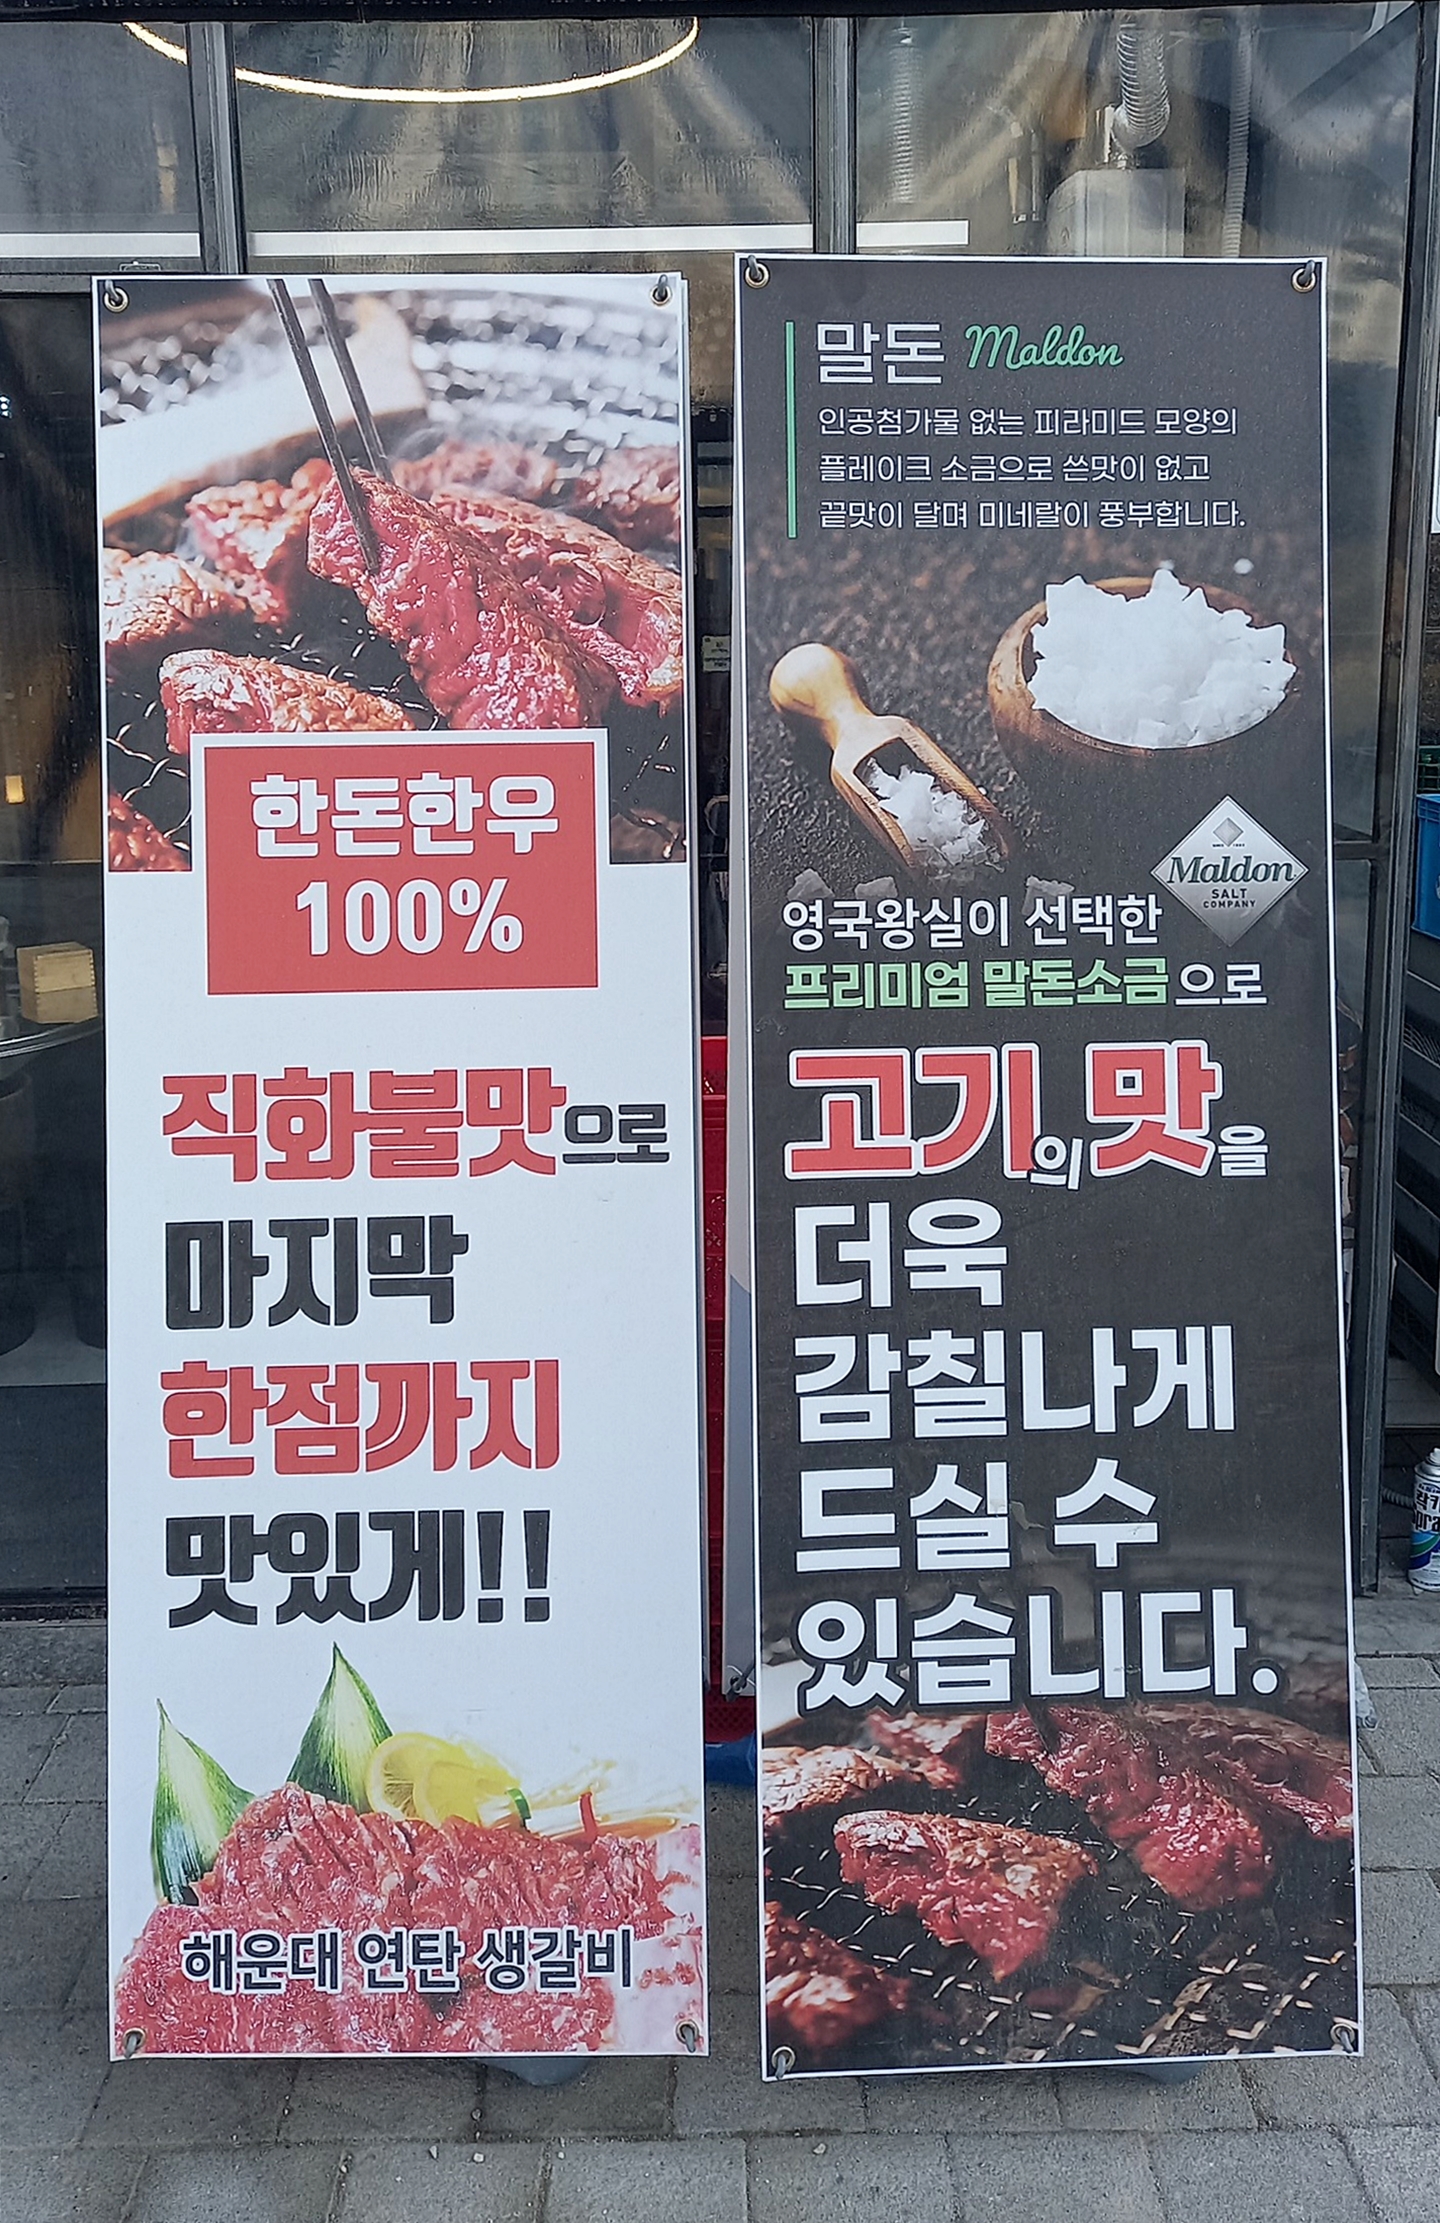 한돈한우
100%
직화불맛으로
마지막
한점까지
맛있게!!
해운대 연탄 생갈비
말돈 Maldon
인공첨가물 없는 피라미드 모양의
플레이크 소금으로 쓴맛이 없고
끝맛이 달며 미네랄이 풍부합니다.
Maldon
SALT
COMPANY
영국왕실이 선택한
프리미엄 말돈소금으로
고기의 맛을
더욱
감칠나게
드실 수
있습니다.